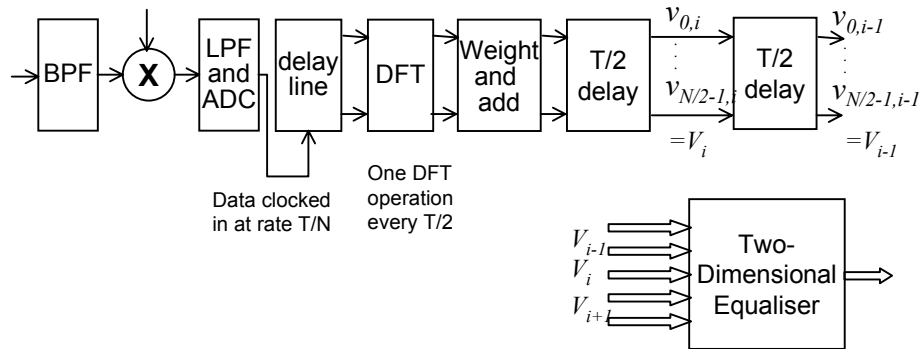 BPF
X
LPF
and
ADC
delay
line
DFT
Weight
and add
T/2
delay
v0,i
vN/2-1,i
=Vi
T/2
delay
v0,i-1
vN/2-1,i-1
=Vi-1
Data clocked
in at rate T/N
One DFT
operation
every T/2
Vi-1
Vi
Vi+1
Two-
Dimensional
Equaliser